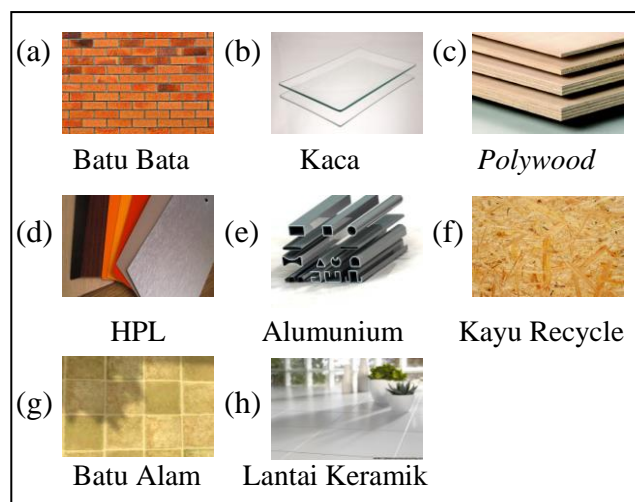 (a) (b) (c)
Batu Bata Kaca Polywood
(d) (e) (f)
HPL Alumunium Kayu Recycle
(g) (h)
Batu Alam Lantai Keramik